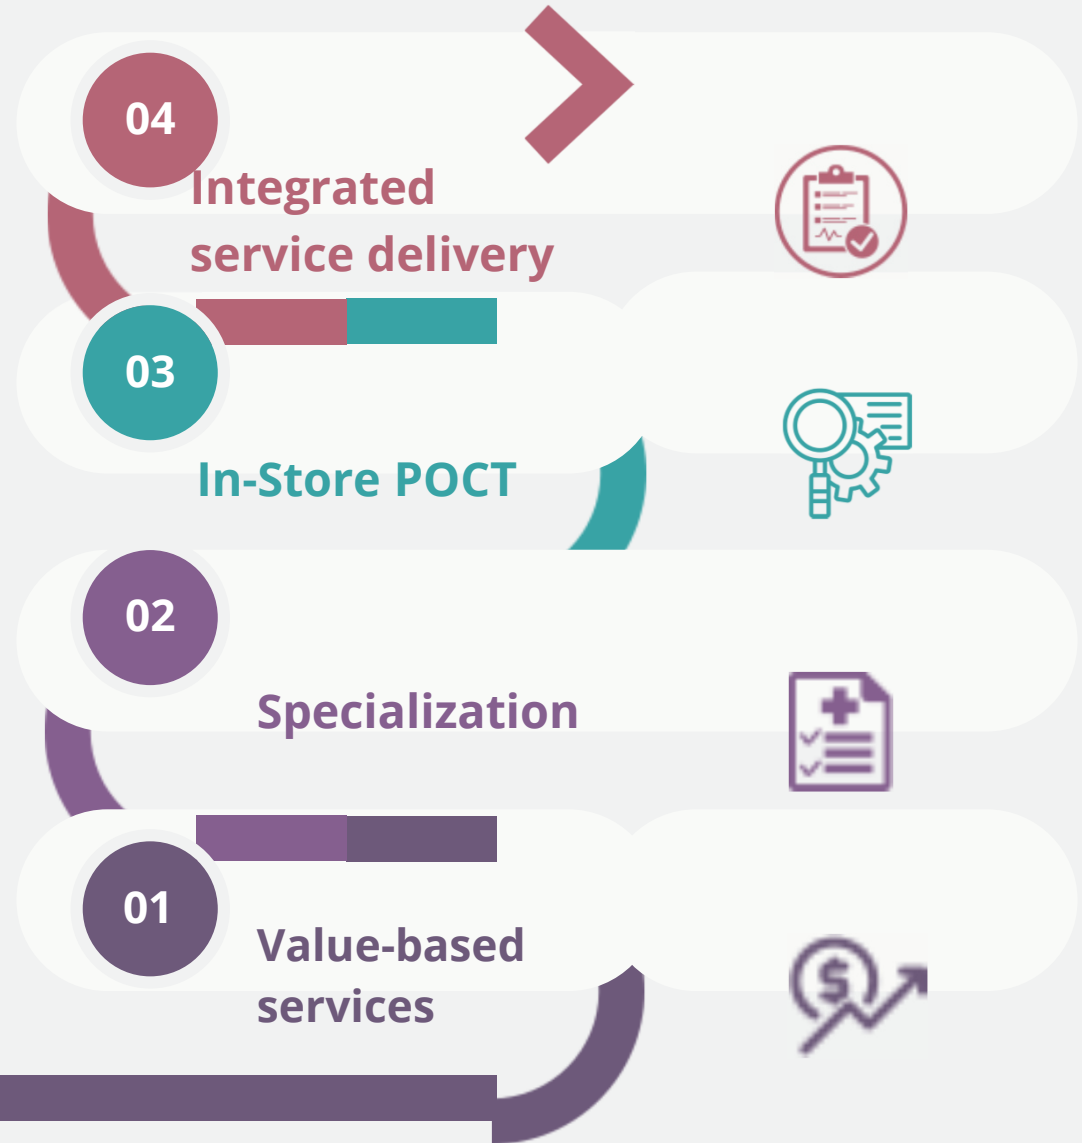 04
Integrated
service delivery
03
In-Store POCT
02
Specialization
01
Value-based
services
$